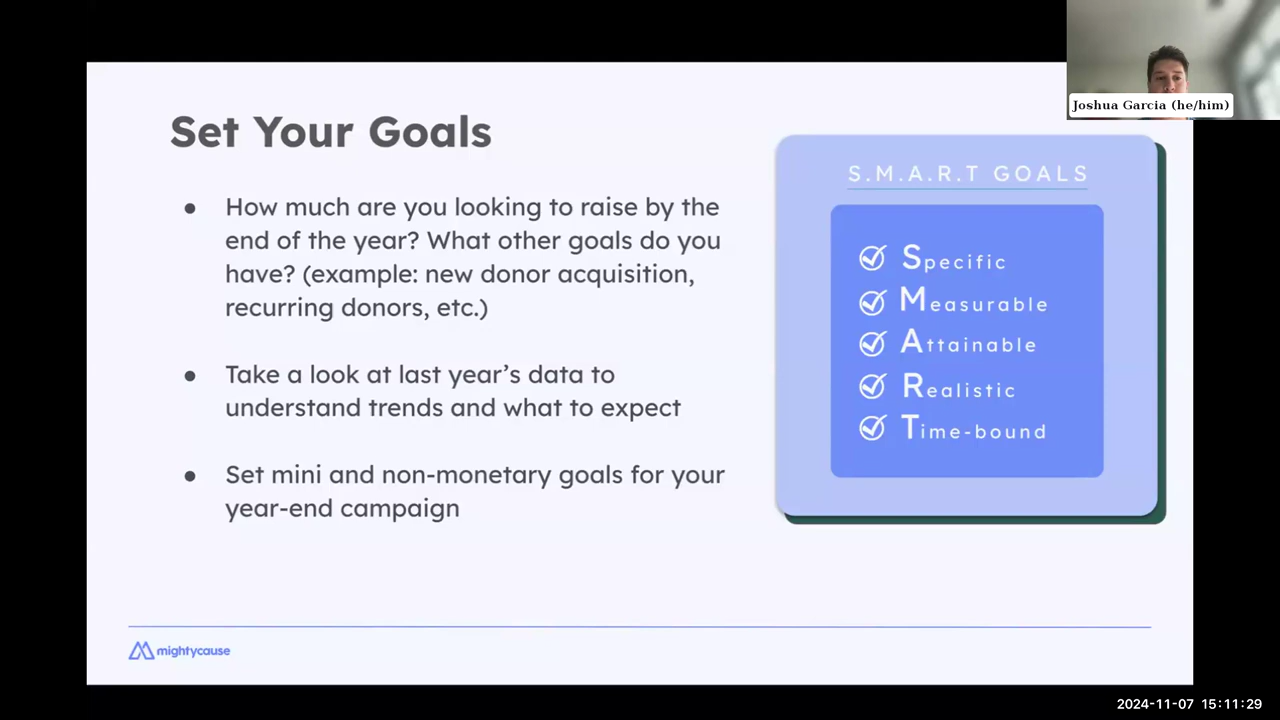 Joshua Garcia (he/him)
Set Your Goals
● How much are you looking to raise by the
end of the year? What other goals do you
have? (example: new donor acquisition,
recurring donors, etc.)
● Take a look at last year’s data to
understand trends and what to expect
● Set mini and non-monetary goals for your
year-end campaign
S.M.A.R.T GOALS
Specific
Measurable
Attainable
Realistic
Time-bound
mightycause
2024-11-07 15:11:29